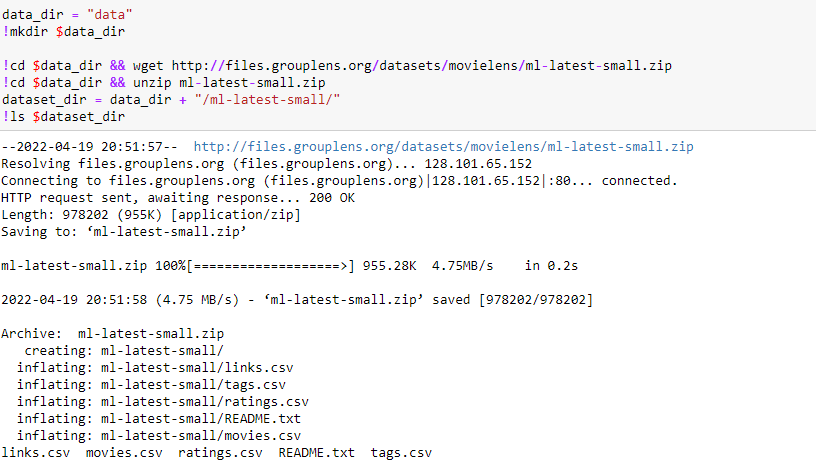 data_dir = "data"
!mkdir $data_dir
!cd $data_dir && wget http://files.grouplens.org/datasets/movielens/ml-latest-small.zip
!cd $data_dir && unzip ml-latest-small.zip
dataset_dir = data_dir + "/ml-latest-small/"
!ls $dataset_dir
--2022-04-19 20:51:57--  http://files.grouplens.org/datasets/movielens/ml-latest-small.zip
Resolving files.grouplens.org (files.grouplens.org)... 128.101.65.152
Connecting to files.grouplens.org (files.grouplens.org)|128.101.65.152|:80... connected.
HTTP request sent, awaiting response... 200 OK
Length: 978202 (955K) [application/zip]
Saving to: ‘ml-latest-small.zip’
ml-latest-small.zip 100%[===================>] 955.28K  4.75MB/s    in 0.2s
2022-04-19 20:51:58 (4.75 MB/s) - ‘ml-latest-small.zip’ saved [978202/978202]
Archive:  ml-latest-small.zip
   creating: ml-latest-small/
  inflating: ml-latest-small/links.csv
  inflating: ml-latest-small/tags.csv
  inflating: ml-latest-small/ratings.csv
  inflating: ml-latest-small/README.txt
  inflating: ml-latest-small/movies.csv
links.csv  movies.csv  ratings.csv  README.txt  tags.csv